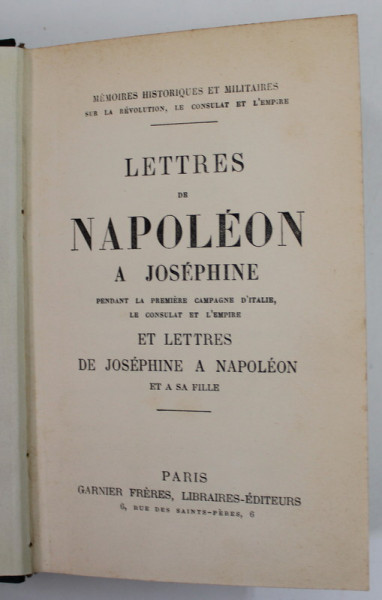 MÉMOIRES HISTORIQUES ET MILITAIRES
SUR LA RÉVOLUTION, LE CONSULAT ET L'EMPIRE
LETTRES
DE
NAPOLÉON
A JOSÉPHINE
PENDANT LA PREMIÈRE CAMPAGNE D'ITALIE,
LE CONSULAT ET L'EMPIRE
ET LETTRES
DE JOSÉPHINE A NAPOLÉON
ET A SA FILLE
PARIS
GARNIER FRÈRES, LIBRAIRES-ÉDITEURS
6, RUE DES SAINTS-PÈRES, 6